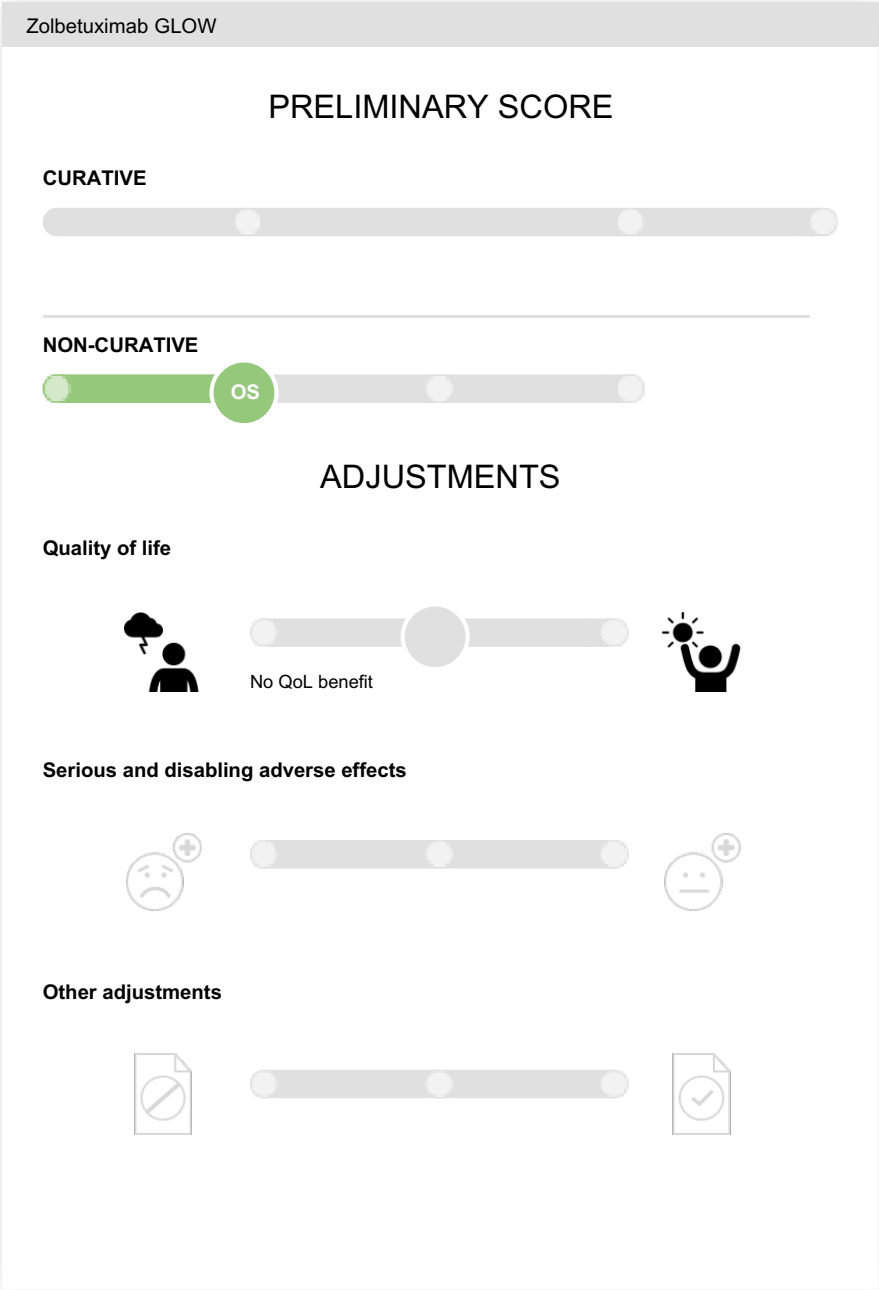 Zolbetuximab GLOW
PRELIMINARY SCORE
CURATIVE
NON-CURATIVE
OS
ADJUSTMENTS
Quality of life
No QoL benefit
Serious and disabling adverse effects
Other adjustments